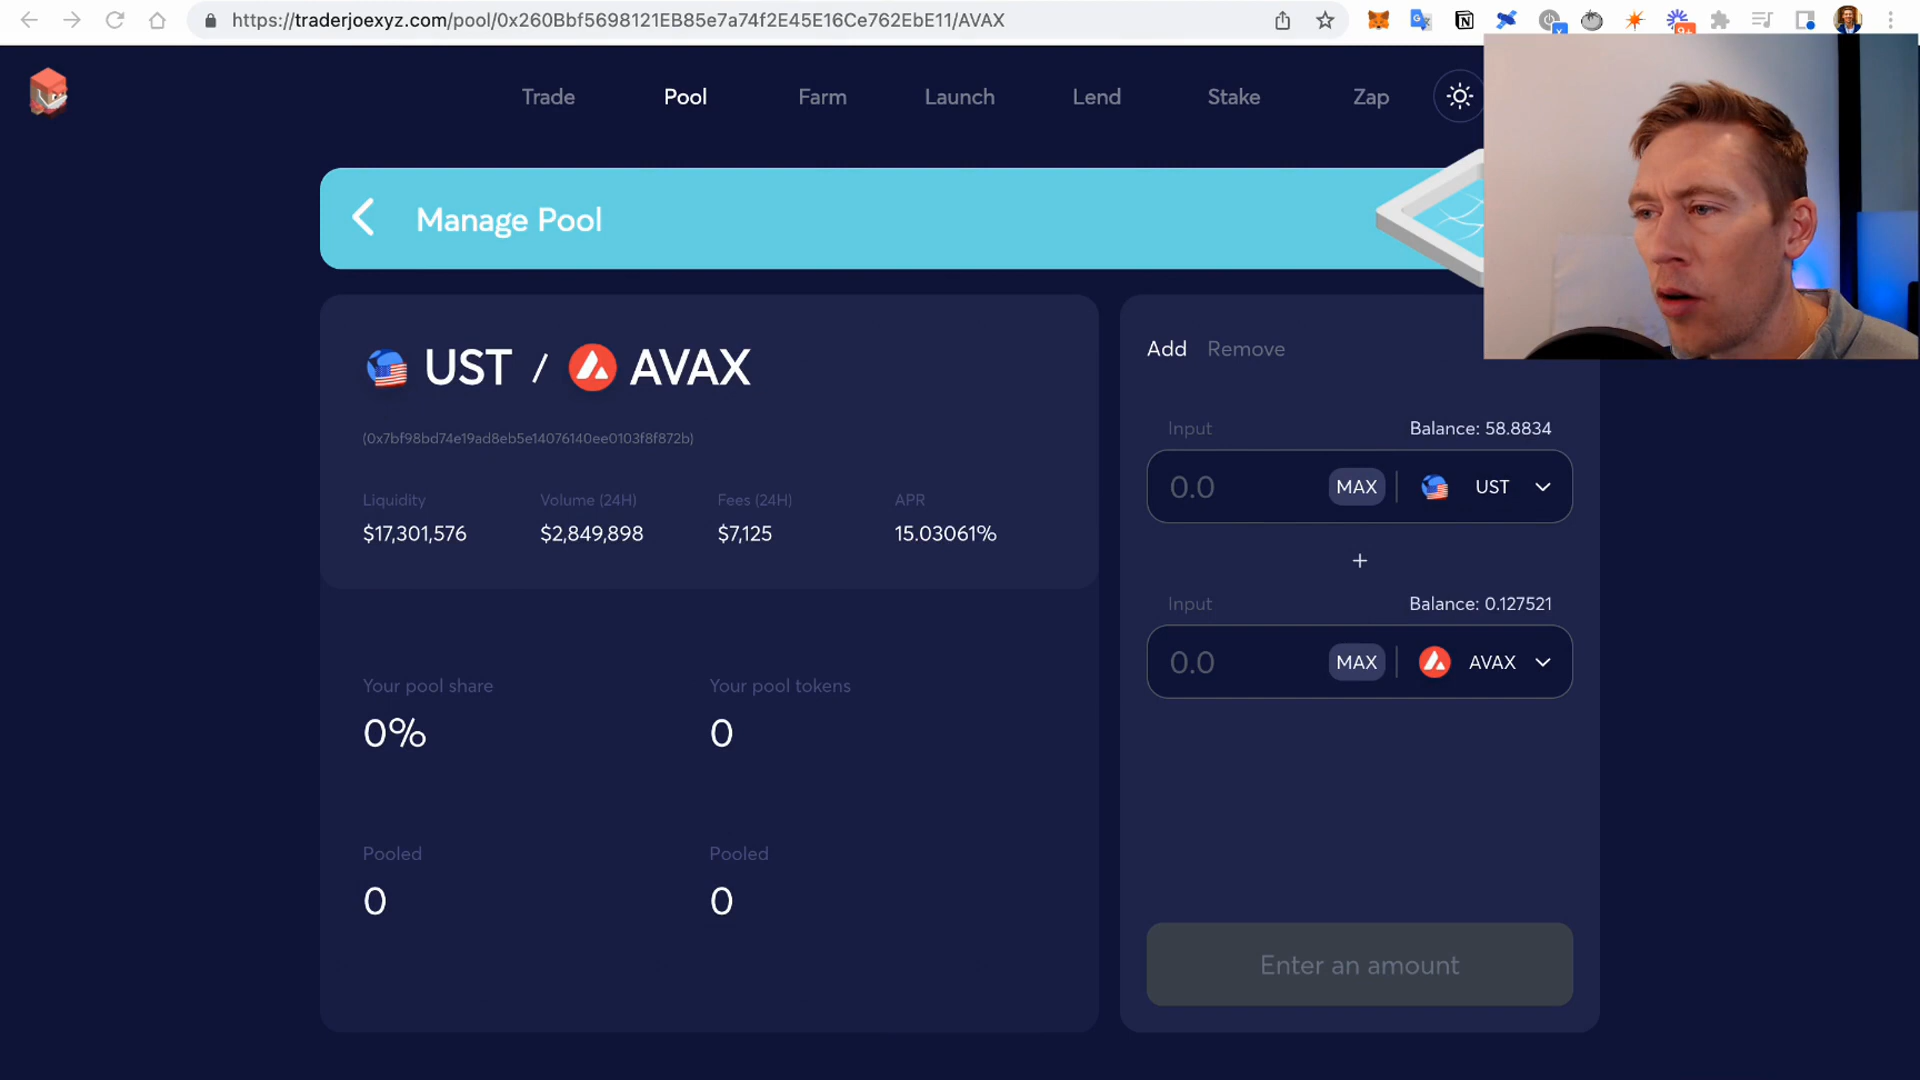 https://traderjoexyz.com/pool/0x260Bbf5698121EB85e7a74f2E45E16Ce762EbE11/AVAX
9+
Trade Pool Farm Launch Lend Stake Zap
Manage Pool
UST / AVAX
(0x7bf98bd74e19ad8eb5e14076140ee0103f8f872b)
Liquidity Volume (24H) Fees (24H) APR
$17,301,576 $2,849,898 $7,125 15.03061%
Your pool share Your pool tokens
0% 0
Pooled Pooled
0 0
Add Remove
Input Balance: 58.8834
0.0 MAX UST
+
Input Balance: 0.127521
0.0 MAX AVAX
Enter an amount